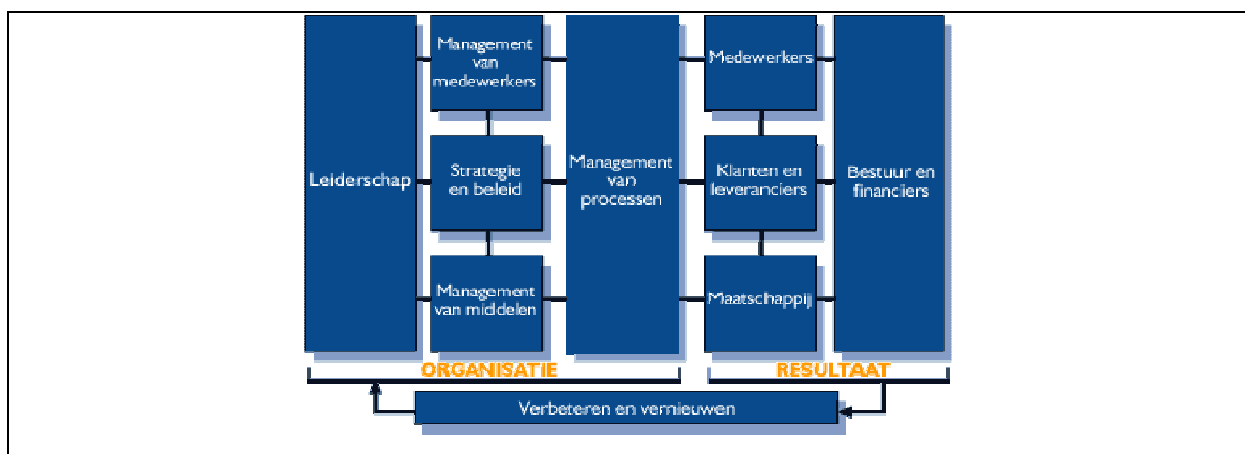 Leiderschap
Management
van
medewerkers
Strategie
en beleid
Management
van middelen
Management
van
processen
Medewerkers
Klanten en
leveranciers
Maatschappij
Bestuur en
financiers
ORGANISATIE
RESULTAAT
Verbeteren en vernieuwen